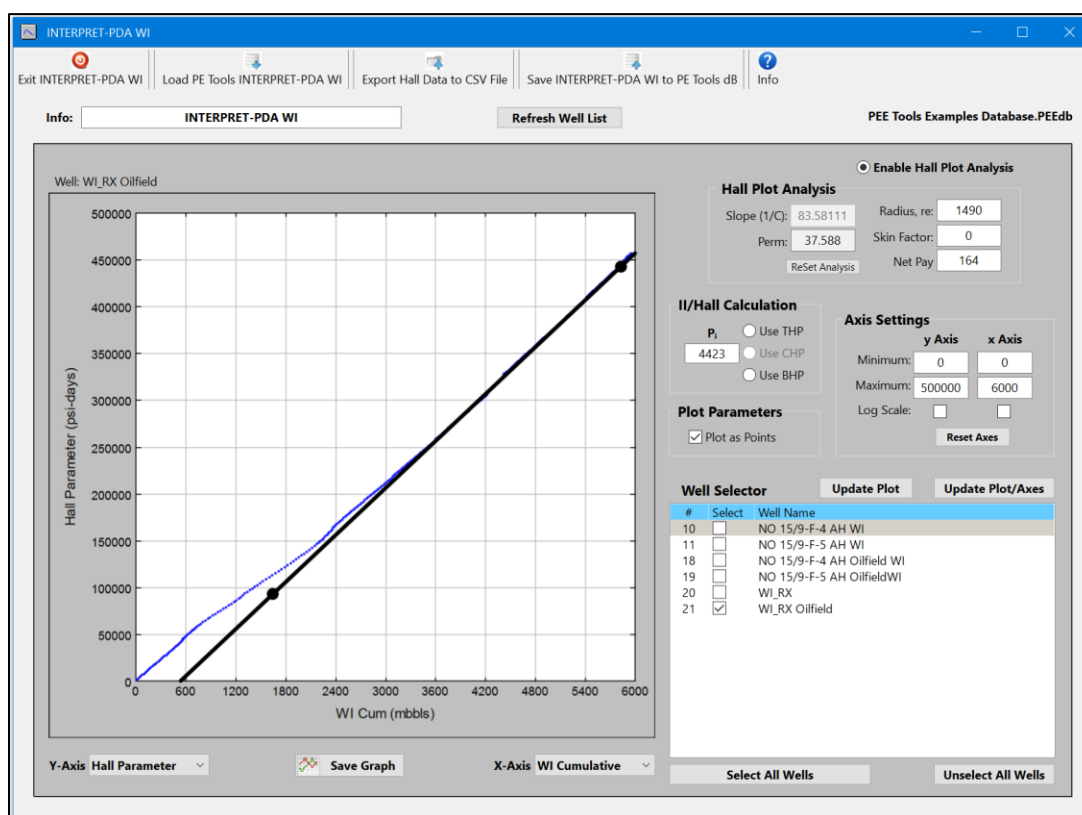 INTERPRET-PDA WI
Exit INTERPRET-PDA WI Load PE Tools INTERPRET-PDA WI Export Hall Data to CSV File Save INTERPRET-PDA WI to PE Tools dB Info
Info: INTERPRET-PDA WI Refresh Well List PEE Tools Examples Database.PEEdb
Well: WI_RX Oilfield
Hall Parameter (psi-days)
500000
450000
400000
350000
300000
250000
200000
150000
100000
50000
0
0 600 1200 1800 2400 3000 3600 4200 4800 5400 6000
WI Cum (mbbls)
Y-Axis Hall Parameter Save Graph X-Axis WI Cumulative
Enable Hall Plot Analysis
Hall Plot Analysis
Slope (1/C): 83.58111 Radius, re: 1490
Perm: 37.588 Skin Factor: 0
ReSet Analysis Net Pay 164
II/Hall Calculation
Pi Use THP
4423 Use CHP
Use BHP
Axis Settings
y Axis x Axis
Minimum: 0 0
Maximum: 500000 6000
Log Scale:
Reset Axes
Plot Parameters
Plot as Points
Well Selector Update Plot Update Plot/Axes
# Select Well Name
10 NO 15/9-F-4 AH WI
11 NO 15/9-F-5 AH WI
18 NO 15/9-F-4 AH Oilfield WI
19 NO 15/9-F-5 AH OilfieldWI
20 WI_RX
21 WI_RX Oilfield
Select All Wells Unselect All Wells